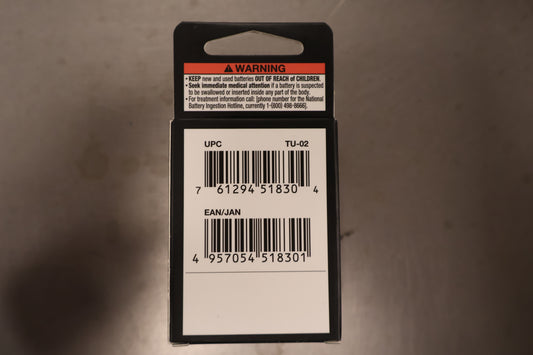 ⚠ WARNING
• KEEP new and used batteries OUT OF REACH of CHILDREN.
• Seek immediate medical attention if a battery is suspected
to be swallowed or inserted inside any part of the body.
• For treatment information call: [phone number for the National
Battery Ingestion Hotline, currently 1-(800) 498-8666].
UPC TU-02
7 61294 51830 4
EAN/JAN
4 957054 518301